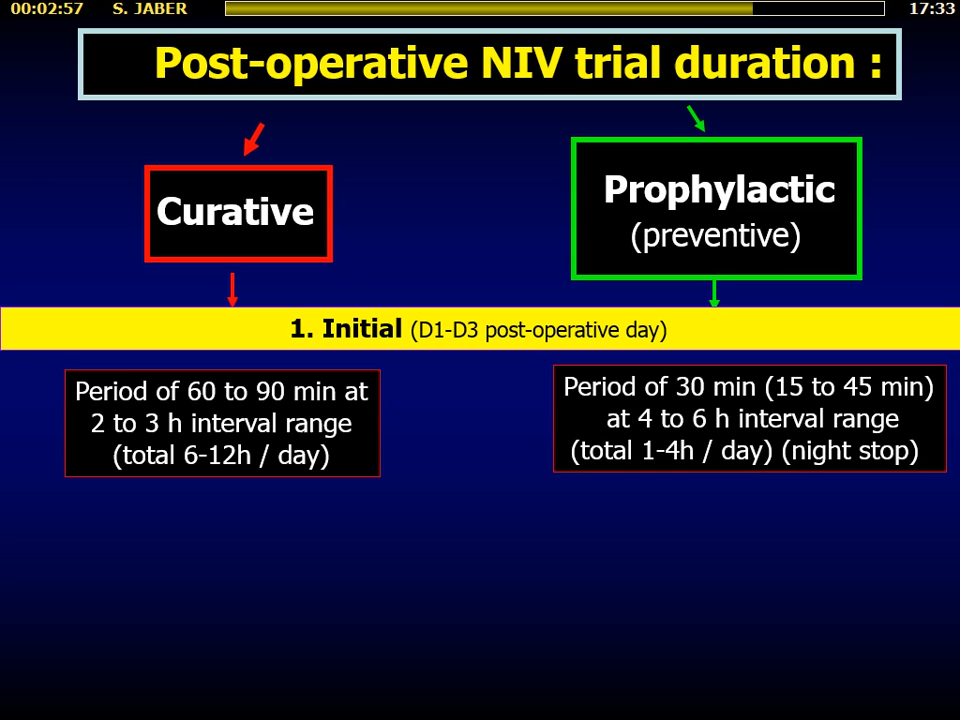 00:02:57 S. JABER 17:33
Post-operative NIV trial duration :
Curative
Prophylactic
(preventive)
1. Initial (D1-D3 post-operative day)
Period of 60 to 90 min at
2 to 3 h interval range
(total 6-12h / day)
Period of 30 min (15 to 45 min)
at 4 to 6 h interval range
(total 1-4h / day) (night stop)